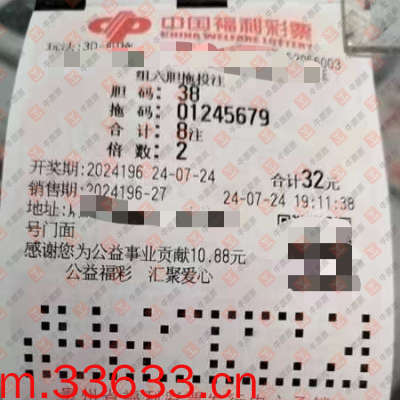 中国福利彩票
CHINA WELFARE LOTTERY
玩法:3D
组六胆拖投注
胆 码: 38
拖 码: 01245679
合 计: 8注
倍 数: 2
开奖期:2024196 24-07-24 合计32元
销售期:2024196-27 24-07-24 19:11:38
地址:
号门面
感谢您为公益事业贡献10.88元
公益福彩 汇聚爱心
m.33633.cn